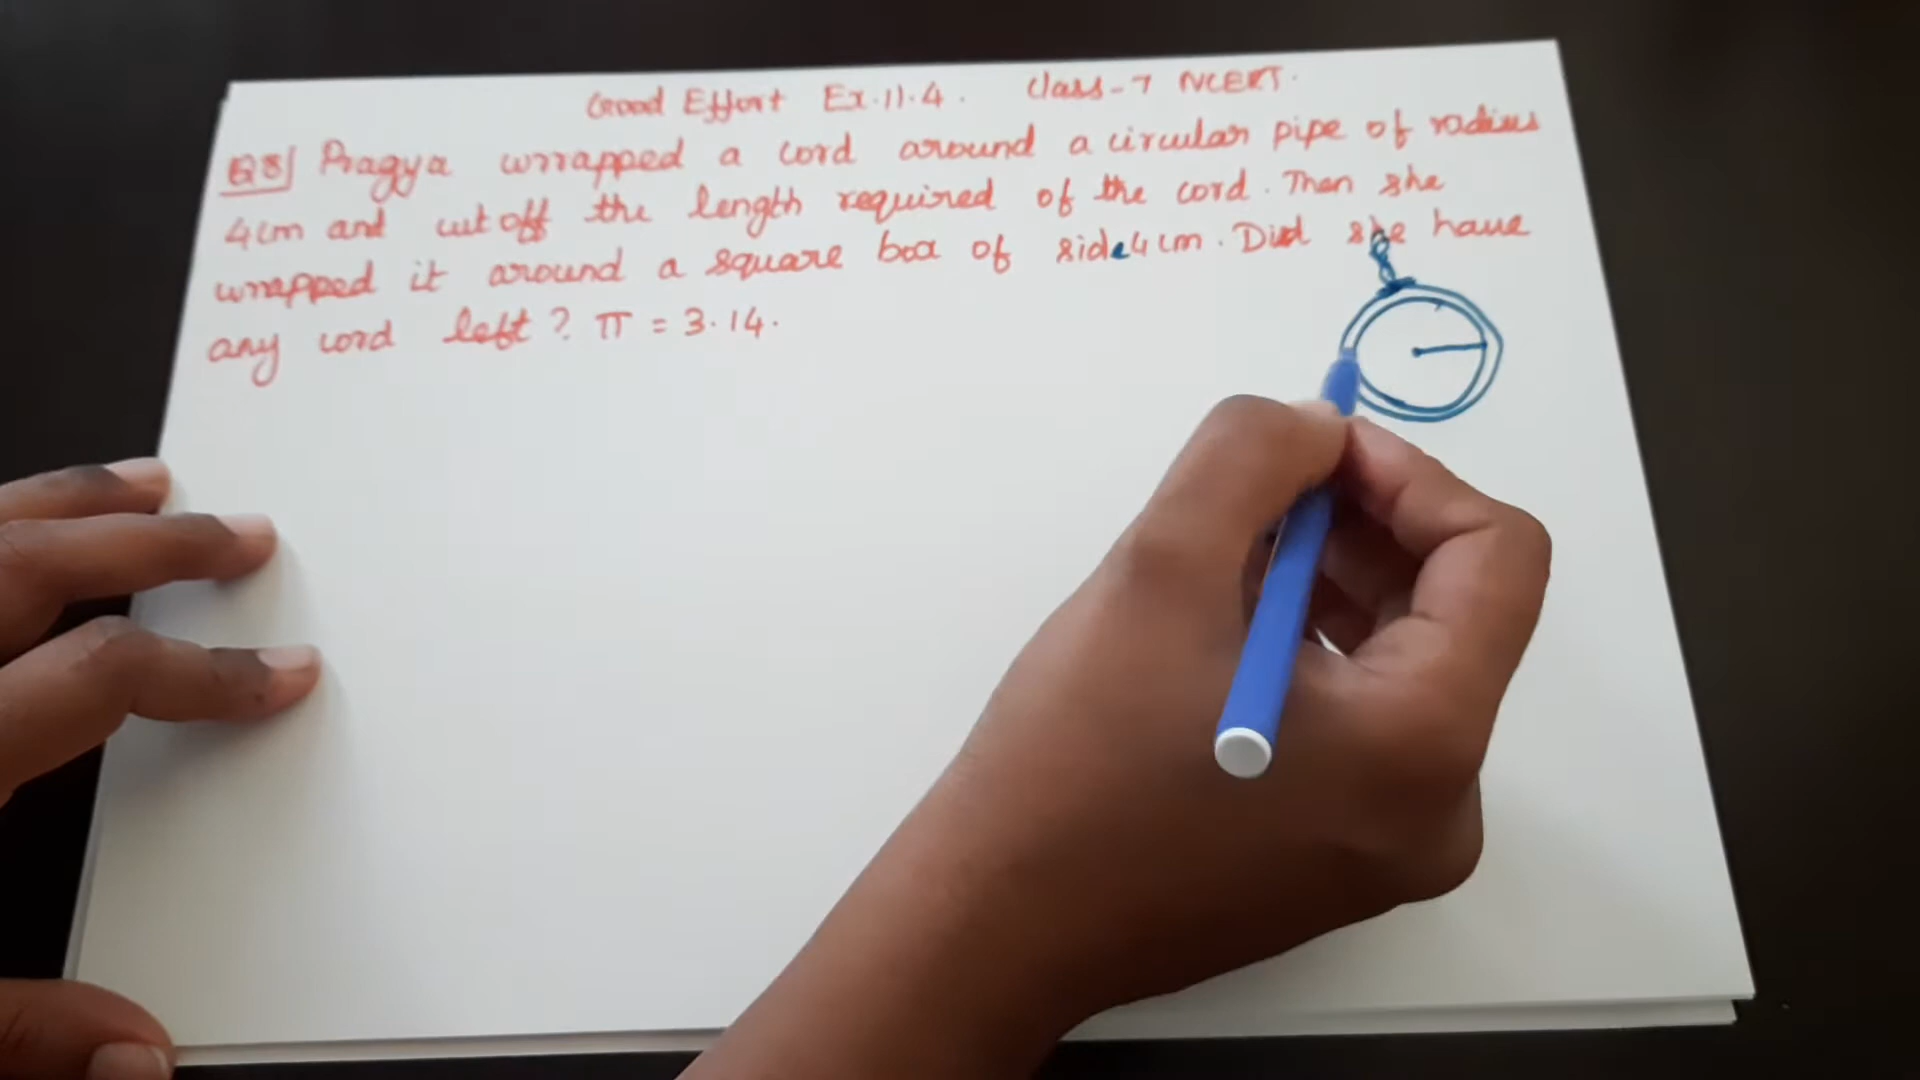 Good Effort Ex.11.4. Class-7 NCERT.
Q8| Pragya wrapped a cord around a circular pipe of radius
4cm and cut off the length required of the cord. Then she
wrapped it around a square box of side 4cm. Did she have
any cord left? π = 3.14.